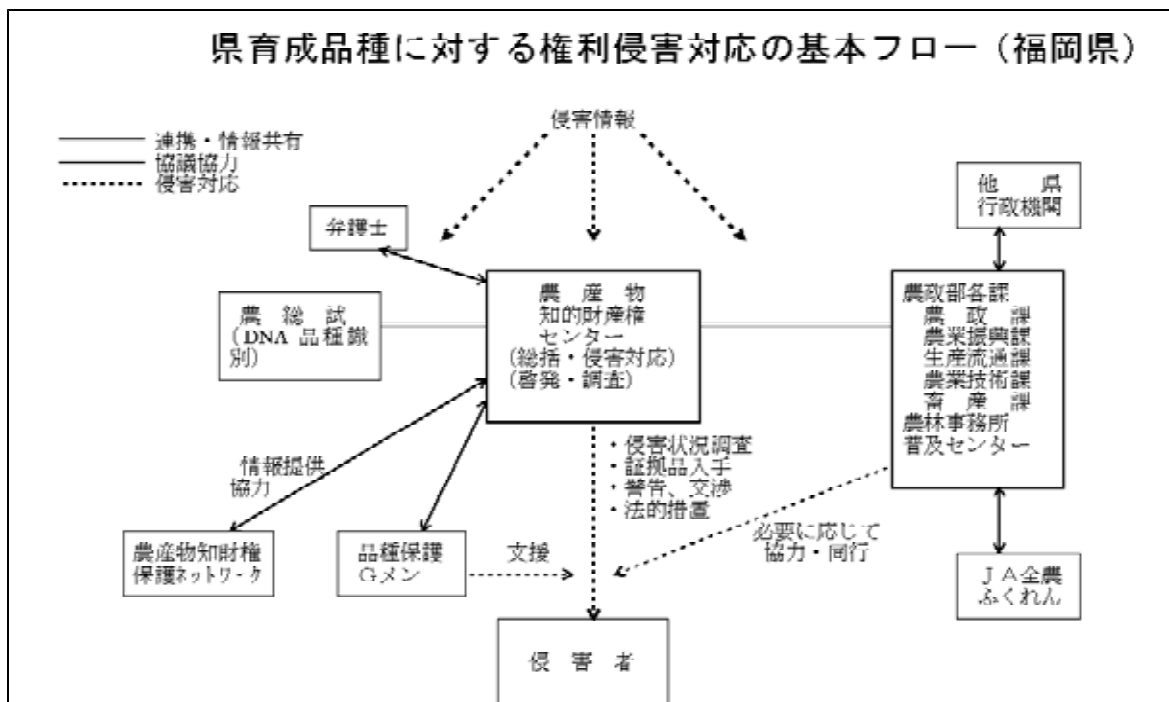 県育成品種に対する権利侵害対応の基本フロー（福岡県）
侵害情報
連携・情報共有
協議協力
侵害対応
他　県
行政機関
弁護士
農　総　試
（DNA 品種識
別）
農　産　物
知的財産権
センター
(総括・侵害対応)
(啓発・調査)
農政部各課
農　政　課
農業振興課
生産流通課
農業技術課
畜　産　課
農林事務所
普及センター
・侵害状況調査
・証拠品入手
・警告、交渉
・法的措置
情報提供
協力
必要に応じて
協力・同行
農産物知財権
保護ネットワーク
品種保護
Ｇメン
支援
ＪＡ全農
ふくれん
侵　害　者